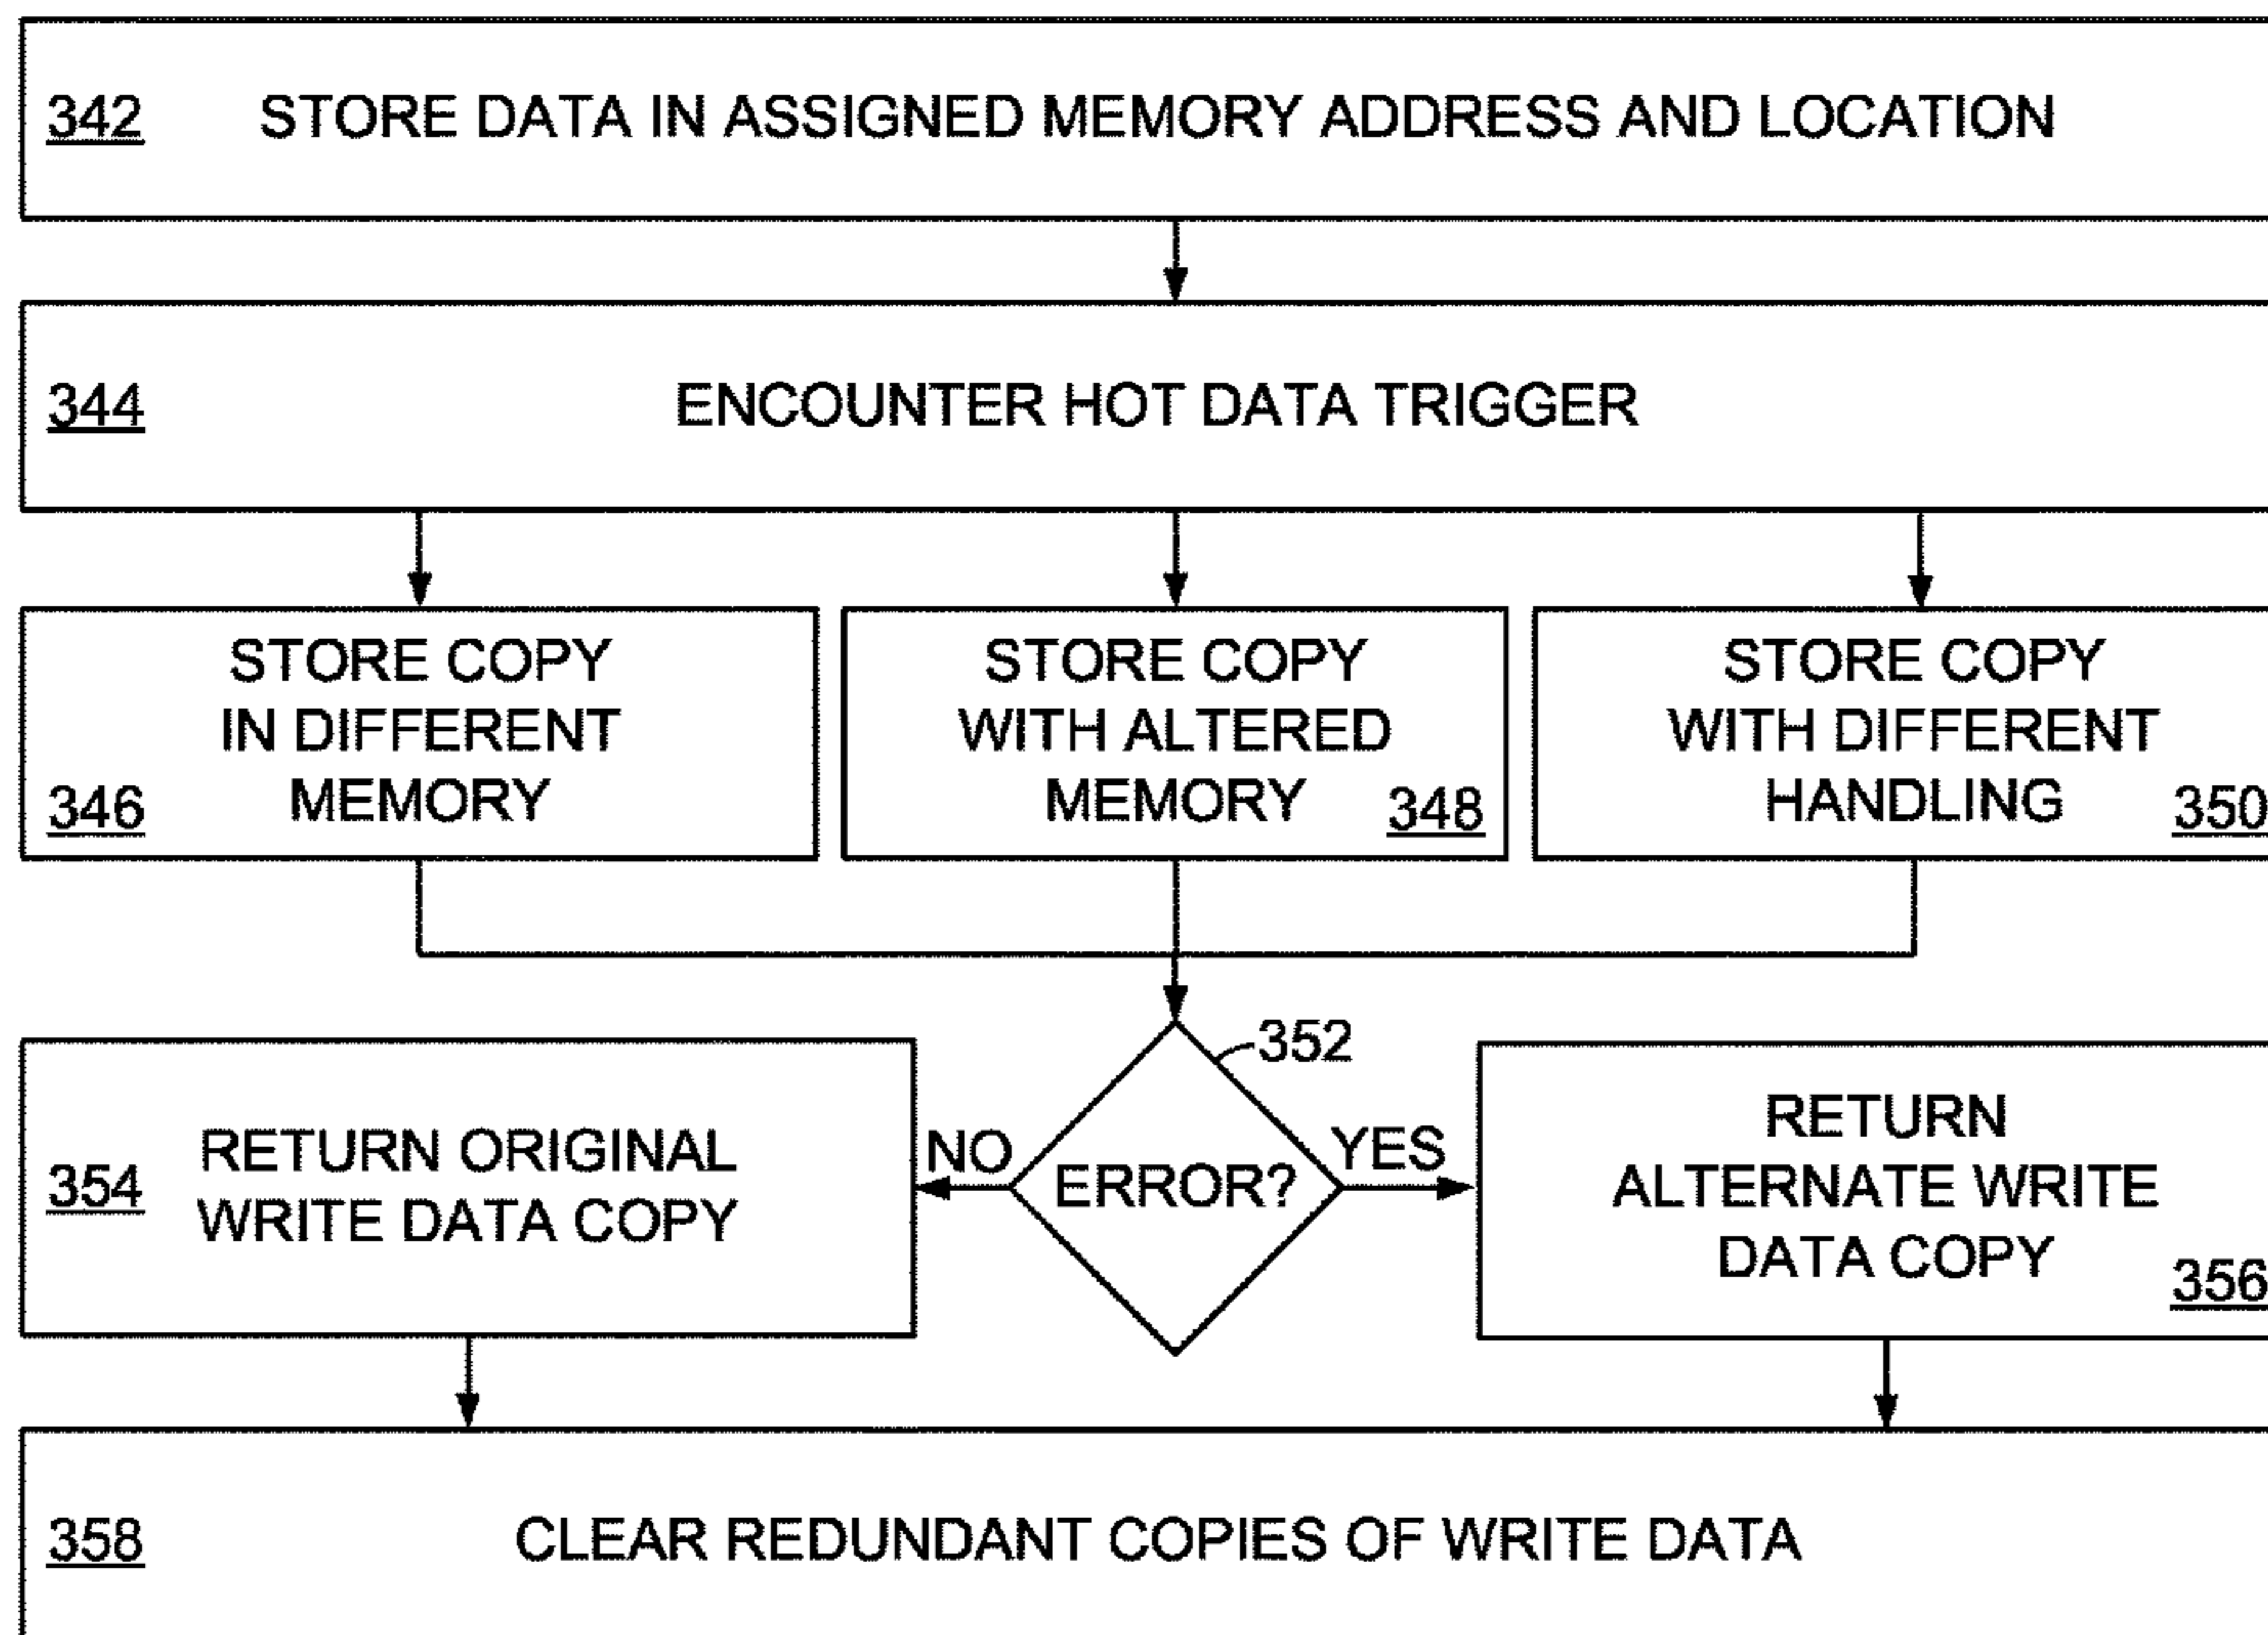 342 STORE DATA IN ASSIGNED MEMORY ADDRESS AND LOCATION
344 ENCOUNTER HOT DATA TRIGGER
STORE COPY
IN DIFFERENT
MEMORY
346
STORE COPY
WITH ALTERED
MEMORY
348
STORE COPY
WITH DIFFERENT
HANDLING
350
352
ERROR?
NO
YES
RETURN ORIGINAL
WRITE DATA COPY
354
RETURN
ALTERNATE WRITE
DATA COPY
356
358 CLEAR REDUNDANT COPIES OF WRITE DATA